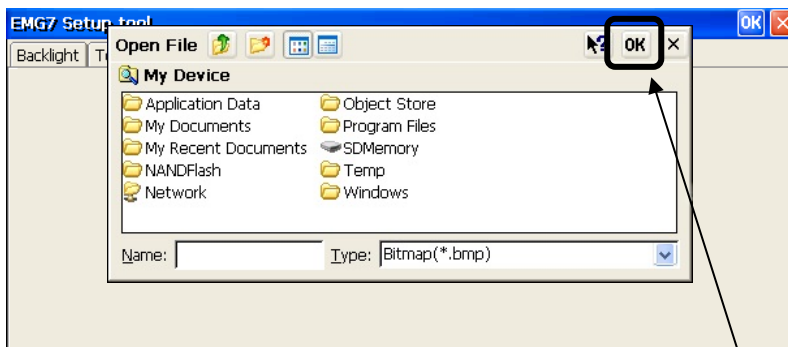 EMG7 Setup tool OK
Backlight
Open File OK
My Device
Application Data Object Store
My Documents Program Files
My Recent Documents SDMemory
NANDFlash Temp
Network Windows
Name: Type: Bitmap(*.bmp)